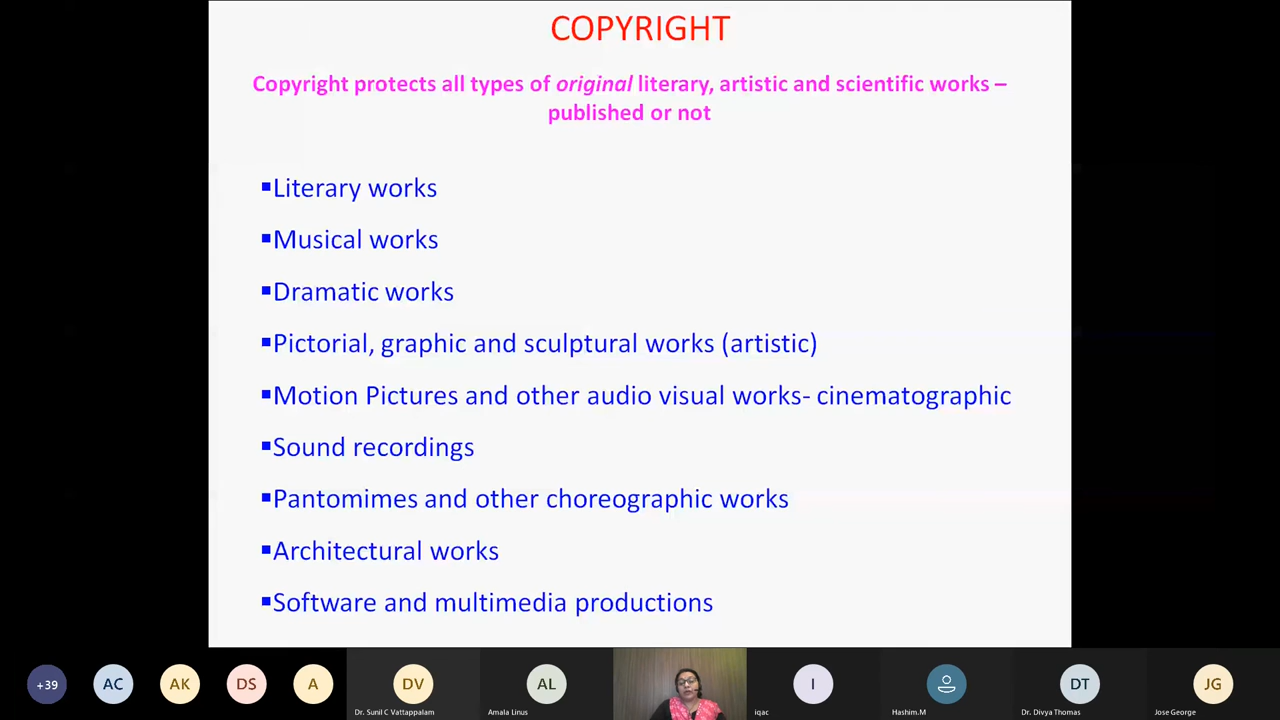 COPYRIGHT
Copyright protects all types of original literary, artistic and scientific works –
published or not
▪Literary works
▪Musical works
▪Dramatic works
▪Pictorial, graphic and sculptural works (artistic)
▪Motion Pictures and other audio visual works- cinematographic
▪Sound recordings
▪Pantomimes and other choreographic works
▪Architectural works
▪Software and multimedia productions
+39 AC AK DS A DV AL I DT JG
Dr. Sunil C Vattappalam Amala Linus iqac Hashim.M Dr. Divya Thomas Jose George